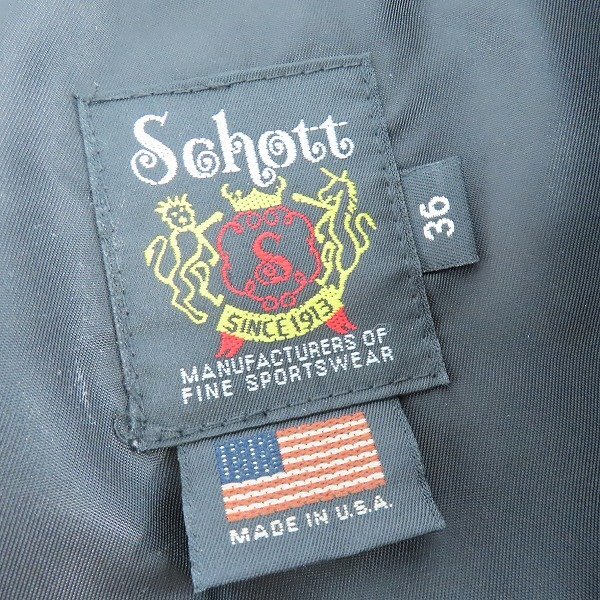 Schott
S
SINCE 1913
MANUFACTURERS OF
FINE SPORTSWEAR
36
MADE IN U.S.A.